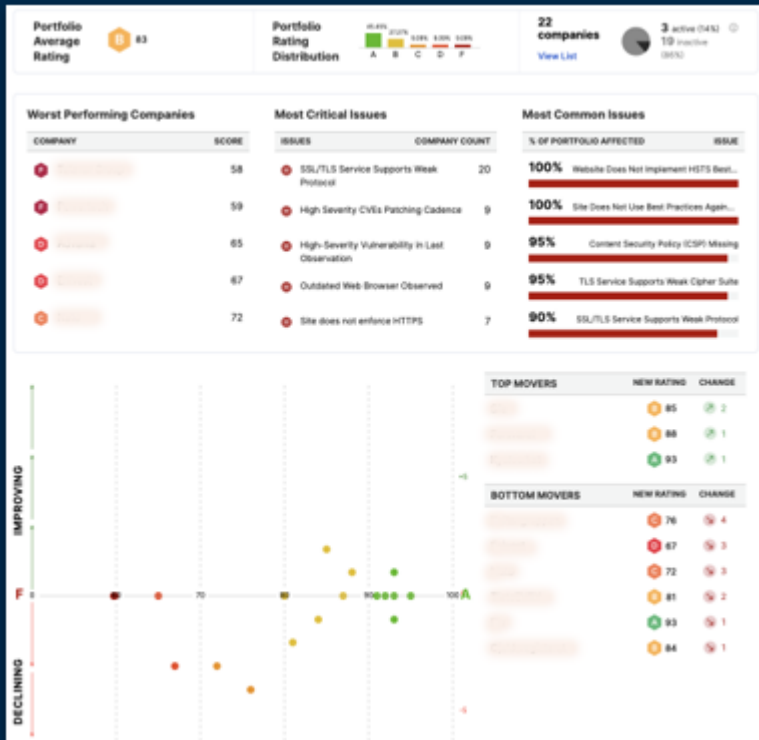 Portfolio
Average
Rating
B 83
Portfolio
Rating
Distribution
A B C D F
22
companies
View List
3 active (14%)
19 inactive
(86%)
Worst Performing Companies
COMPANY SCORE
F 58
F 59
D 65
D 67
C 72
Most Critical Issues
ISSUES COMPANY COUNT
SSL/TLS Service Supports Weak 20
Protocol
High Severity CVEs Patching Cadence 9
High-Severity Vulnerability in Last 9
Observation
Outdated Web Browser Observed 9
Site does not enforce HTTPS 7
Most Common Issues
% OF PORTFOLIO AFFECTED ISSUE
100% Website Does Not Implement HSTS Best...
100% Site Does Not Use Best Practices Again...
95% Content Security Policy (CSP) Missing
95% TLS Service Supports Weak Cipher Suite
90% SSL/TLS Service Supports Weak Protocol
IMPROVING
DECLINING
F 0 70 80 90 100 A
TOP MOVERS NEW RATING CHANGE
B 85 2
B 88 1
A 93 1
BOTTOM MOVERS NEW RATING CHANGE
C 76 4
D 67 3
C 72 3
B 81 2
A 93 1
B 84 1